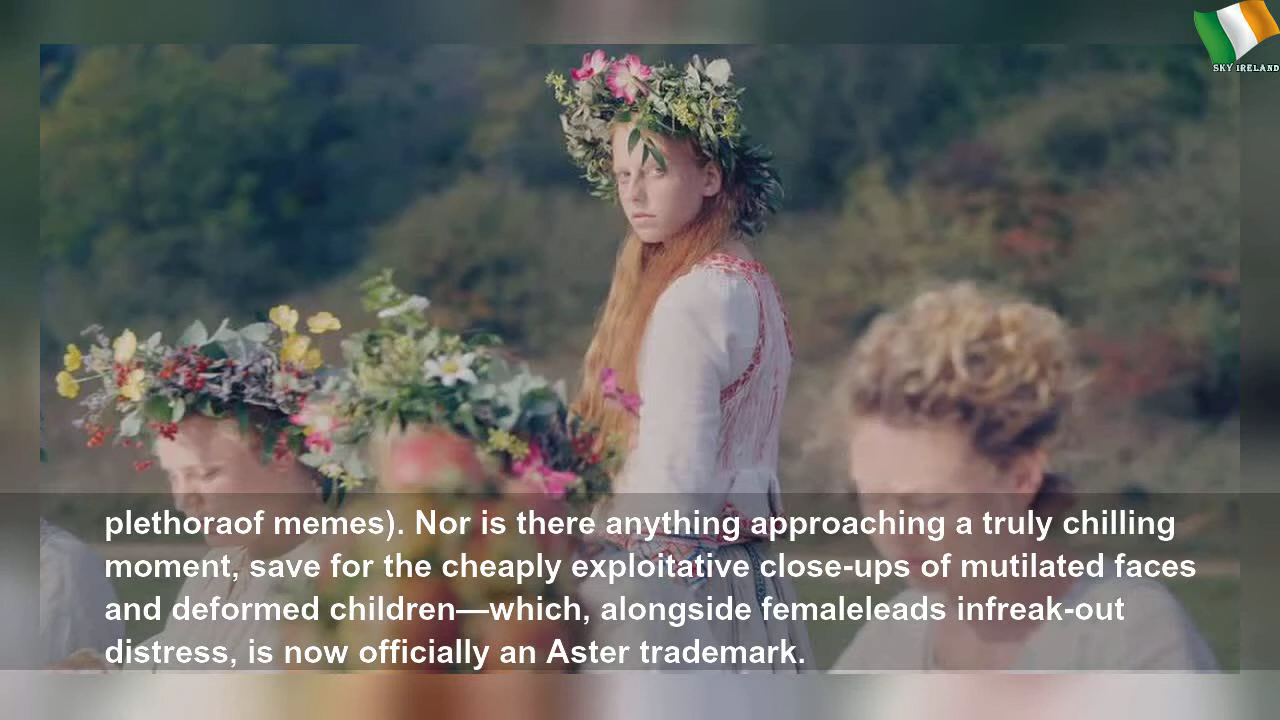 SKY IRELAND
plethoraof memes). Nor is there anything approaching a truly chilling
moment, save for the cheaply exploitative close-ups of mutilated faces
and deformed children—which, alongside femaleleads infreak-out
distress, is now officially an Aster trademark.